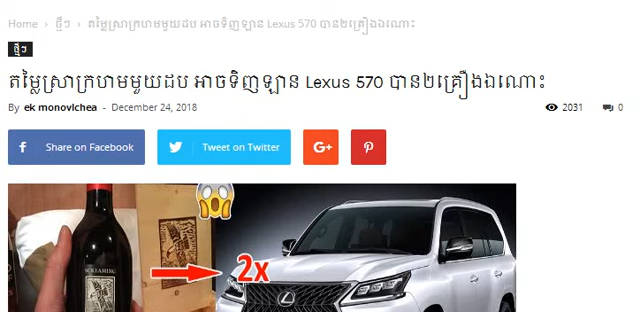 Home › ថ្មីៗ › តម្លៃស្រាក្រហមមួយដប អាចទិញឡាន Lexus 570 បាន២គ្រឿងឯណោះ
ថ្មីៗ
តម្លៃស្រាក្រហមមួយដប អាចទិញឡាន Lexus 570 បាន២គ្រឿងឯណោះ
By ek monovichea - December 24, 2018 2031 0
Share on Facebook Tweet on Twitter
SCREAMING
2x